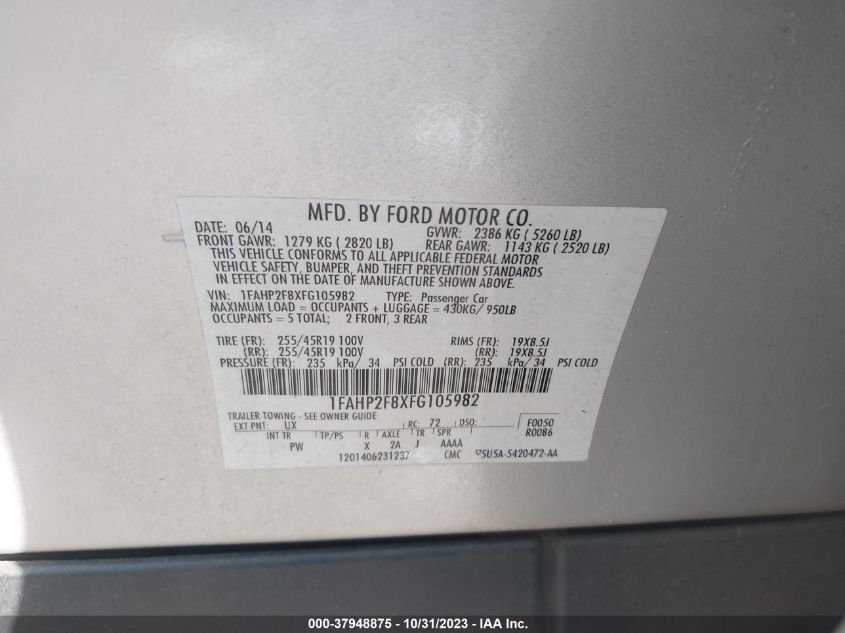 MFD. BY FORD MOTOR CO.
DATE: 06/14 GVWR: 2386 KG ( 5260 LB)
FRONT GAWR: 1279 KG ( 2820 LB) REAR GAWR: 1143 KG ( 2520 LB)
THIS VEHICLE CONFORMS TO ALL APPLICABLE FEDERAL MOTOR
VEHICLE SAFETY, BUMPER, AND THEFT PREVENTION STANDARDS
IN EFFECT ON THE DATE OF MANUFACTURE SHOWN ABOVE.
VIN: 1FAHP2F8XFG105982 TYPE: Passenger Car
MAXIMUM LOAD = OCCUPANTS + LUGGAGE = 430KG/ 950LB
OCCUPANTS = 5 TOTAL; 2 FRONT, 3 REAR
TIRE (FR): 255/45R19 100V RIMS (FR): 19X8.5J
(RR): 255/45R19 100V (RR): 19X8.5J
PRESSURE (FR): 235 kPa/ 34 PSI COLD (RR): 235 kPa/ 34 PSI COLD
1FAHP2F8XFG105982
TRAILER TOWING - SEE OWNER GUIDE
EXT PNT: UX RC: 72 DSO: F0050
R0086
INT TR TP/PS R AXLE TR SPR
PW X 2A J AAAA
1201406231237 CMC ▽5U5A-5420472-AA
000-37948875 - 10/31/2023 - IAA Inc.